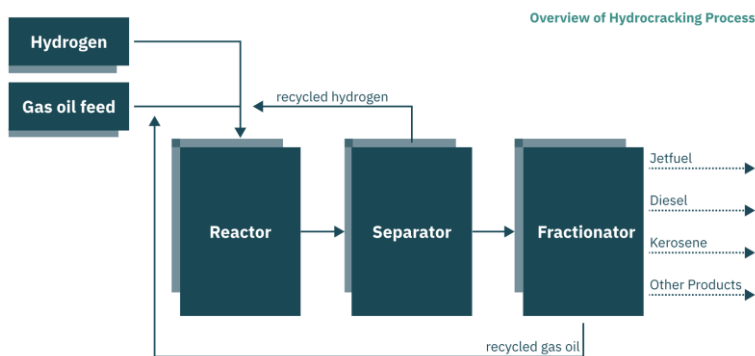 Overview of Hydrocracking Process
Hydrogen
Gas oil feed
recycled hydrogen
Reactor
Separator
Fractionator
Jetfuel
Diesel
Kerosene
Other Products
recycled gas oil